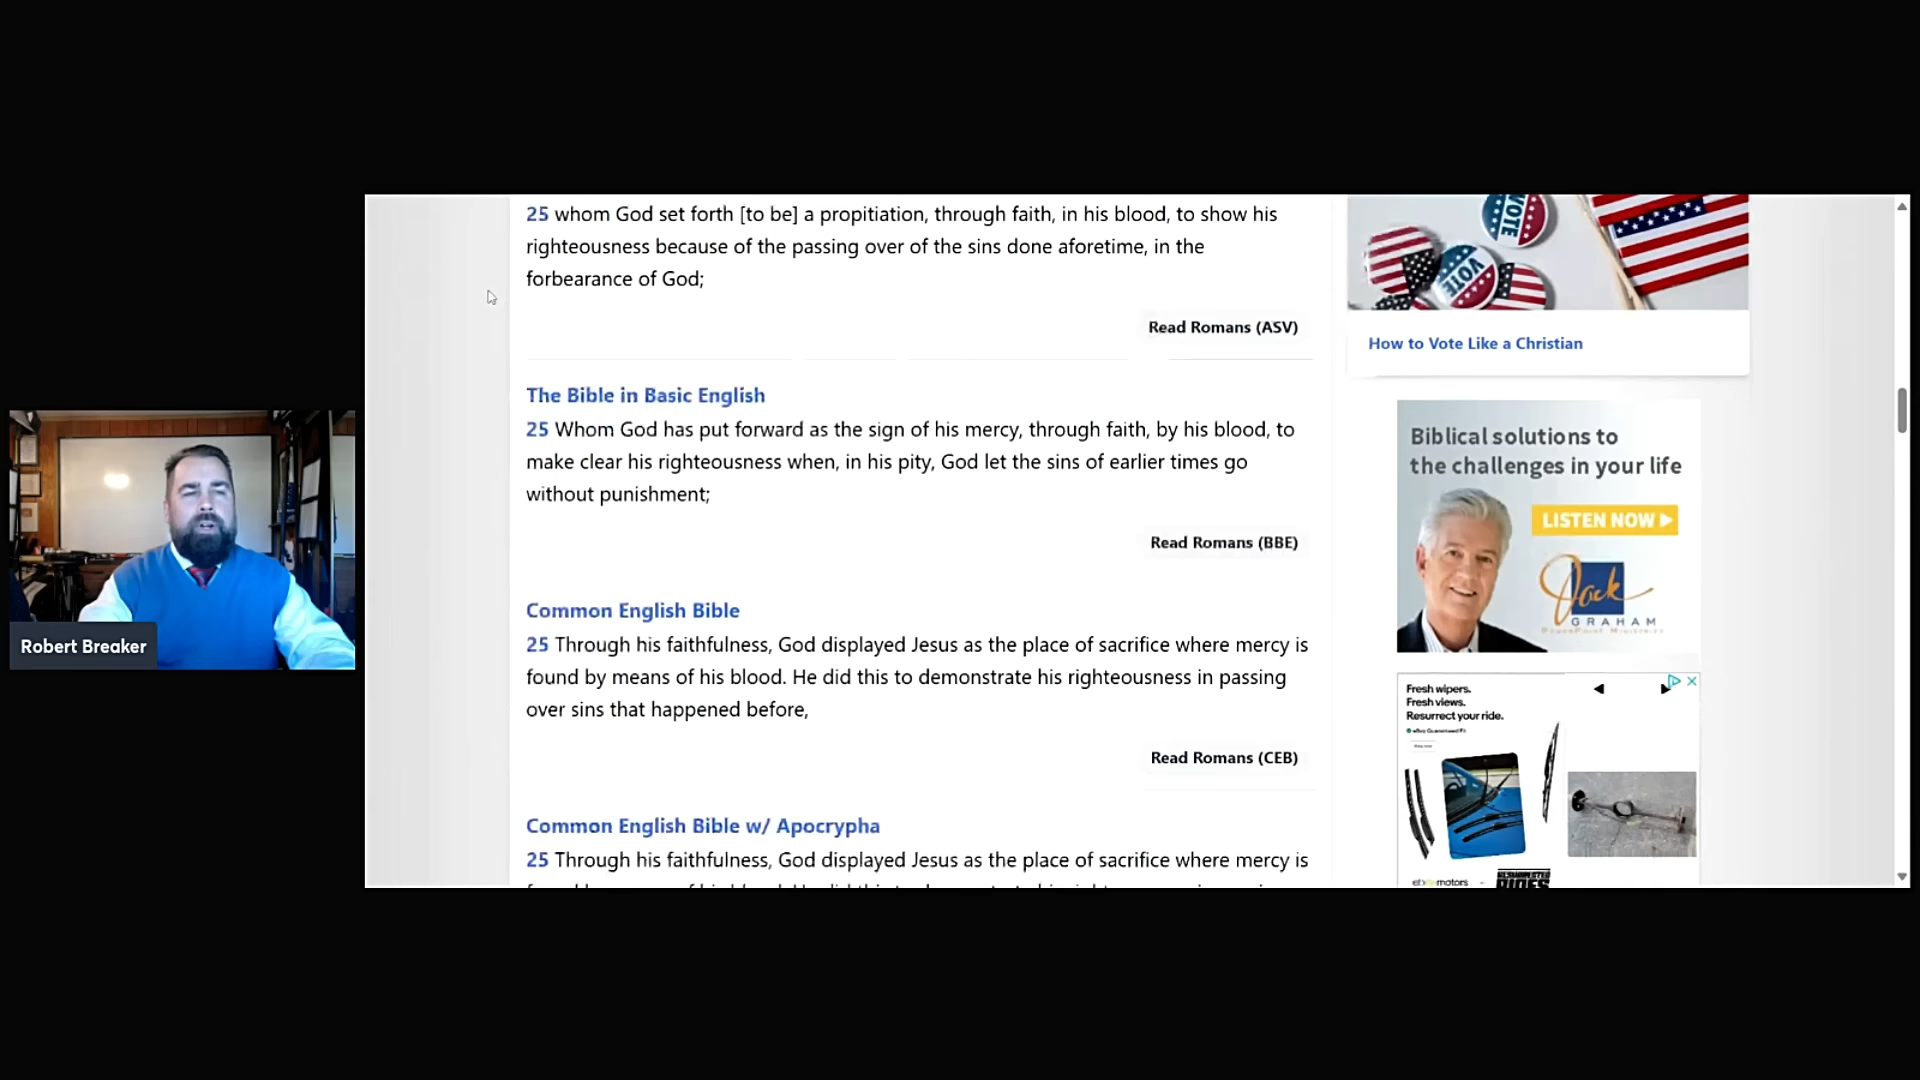 25 whom God set forth [to be] a propitiation, through faith, in his blood, to show his
righteousness because of the passing over of the sins done aforetime, in the
forbearance of God;
Read Romans (ASV)
The Bible in Basic English
25 Whom God has put forward as the sign of his mercy, through faith, by his blood, to
make clear his righteousness when, in his pity, God let the sins of earlier times go
without punishment;
Read Romans (BBE)
Common English Bible
25 Through his faithfulness, God displayed Jesus as the place of sacrifice where mercy is
found by means of his blood. He did this to demonstrate his righteousness in passing
over sins that happened before,
Read Romans (CEB)
Common English Bible w/ Apocrypha
25 Through his faithfulness, God displayed Jesus as the place of sacrifice where mercy is
Robert Breaker
VOTE
VOTE
How to Vote Like a Christian
Biblical solutions to
the challenges in your life
LISTEN NOW
Jack
GRAHAM
PowerPoint Ministries
Fresh wipers.
Fresh views.
Resurrect your ride.
eBay Guaranteed Fit
motors